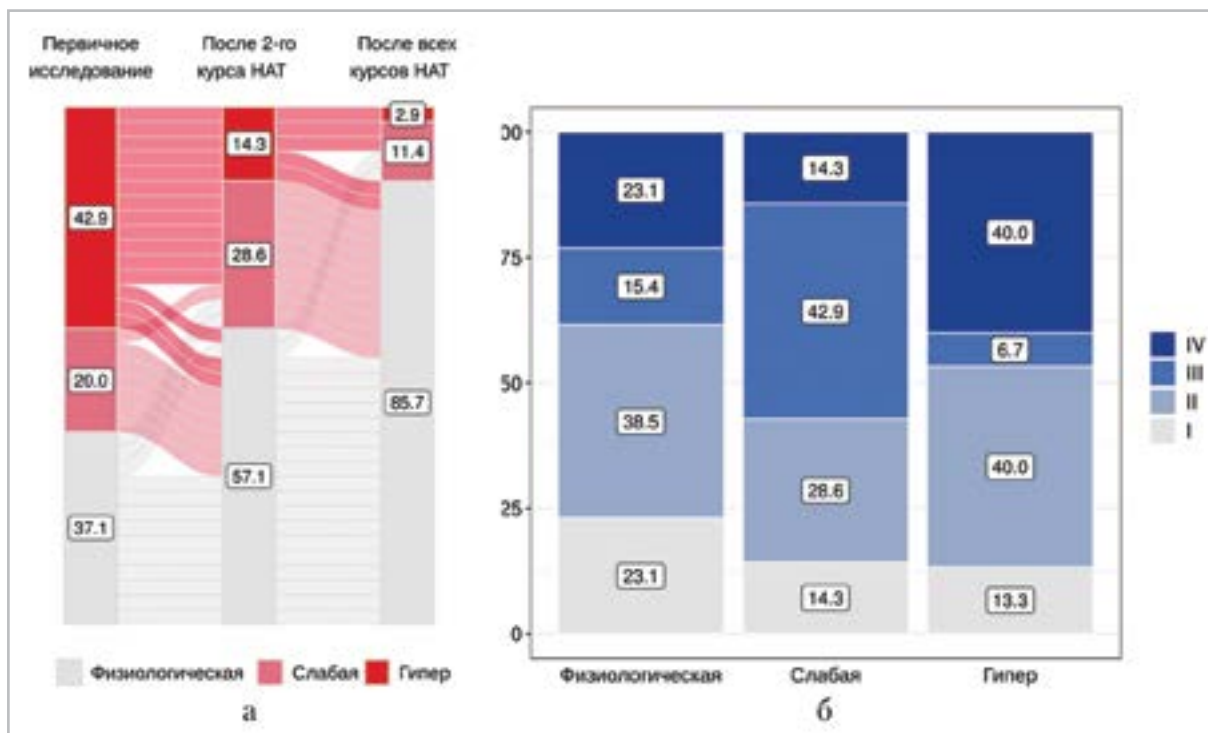 Первичное исследование
После 2-го курса НАТ
После всех курсов НАТ
42.9
20.0
37.1
14.3
28.6
57.1
2.9
11.4
85.7
Физиологическая
Слабая
Гипер
а
00
75
50
25
0
23.1
15.4
38.5
23.1
14.3
42.9
28.6
14.3
40.0
6.7
40.0
13.3
Физиологическая
Слабая
Гипер
IV
III
II
I
б